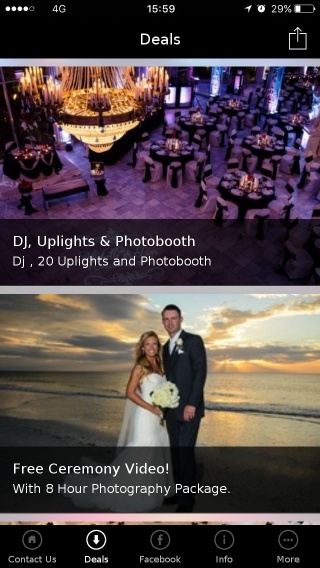 4G 15:59 29%
Deals
DJ, Uplights & Photobooth
Dj , 20 Uplights and Photobooth
Free Ceremony Video!
With 8 Hour Photography Package.
Contact Us Deals Facebook Info More